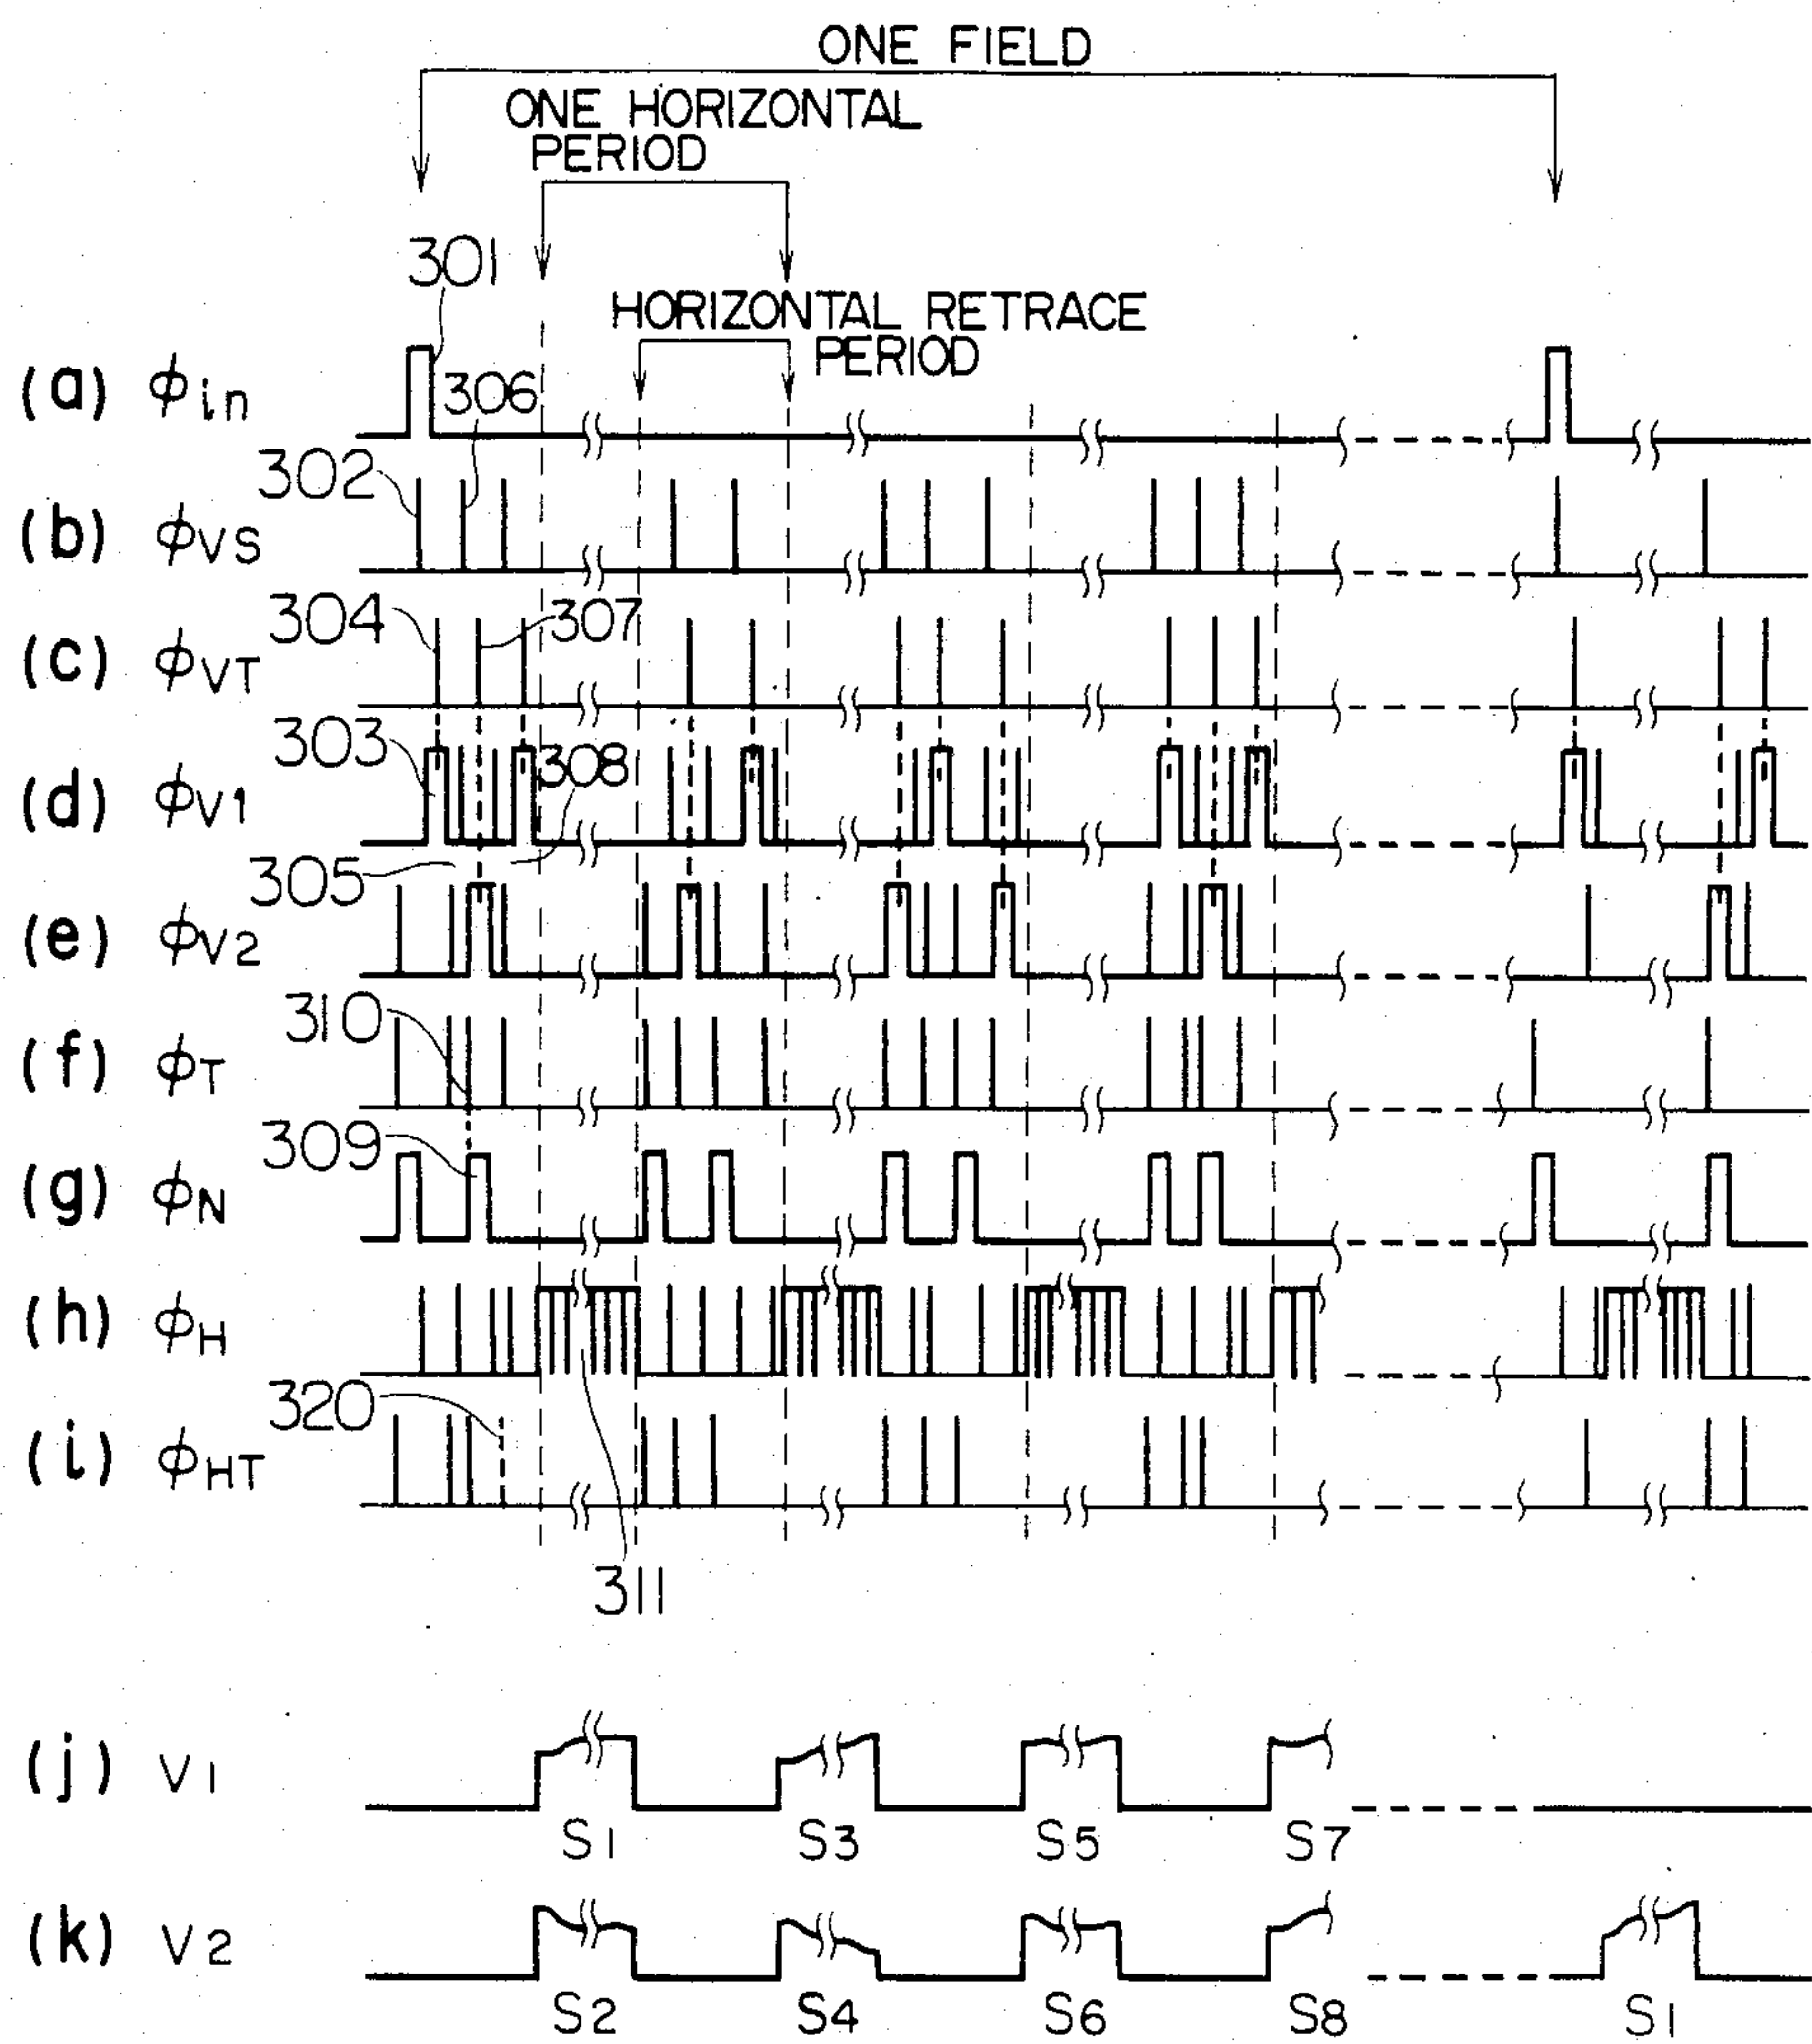 ONE FIELD
ONE HORIZONTAL
PERIOD
301
HORIZONTAL RETRACE
PERIOD
(a) ϕin
306
302
(b) ϕVS
304
307
(c) ϕVT
303
308
(d) ϕV1
305
(e) ϕV2
310
(f) ϕT
309
(g) ϕN
(h) ϕH
320
(i) ϕHT
311
(j) V1
S1 S3 S5 S7
(k) V2
S2 S4 S6 S8 S1